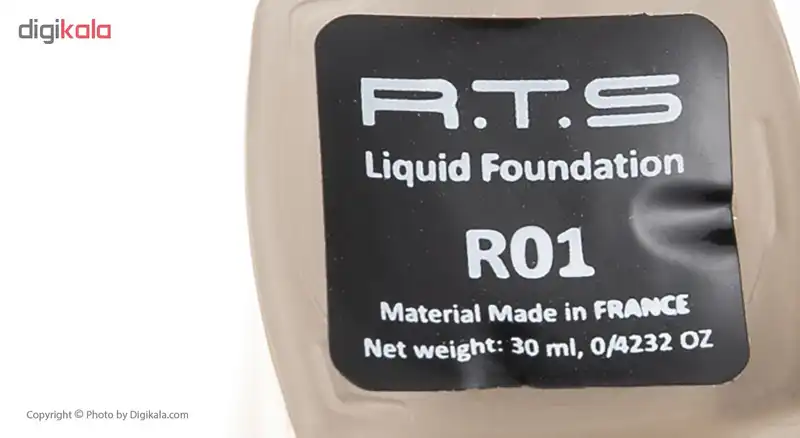 digikala
R.T.S
Liquid Foundation
R01
Material Made in FRANCE
Net weight: 30 ml, 0/4232 OZ
Copyright © Photo by Digikala.com